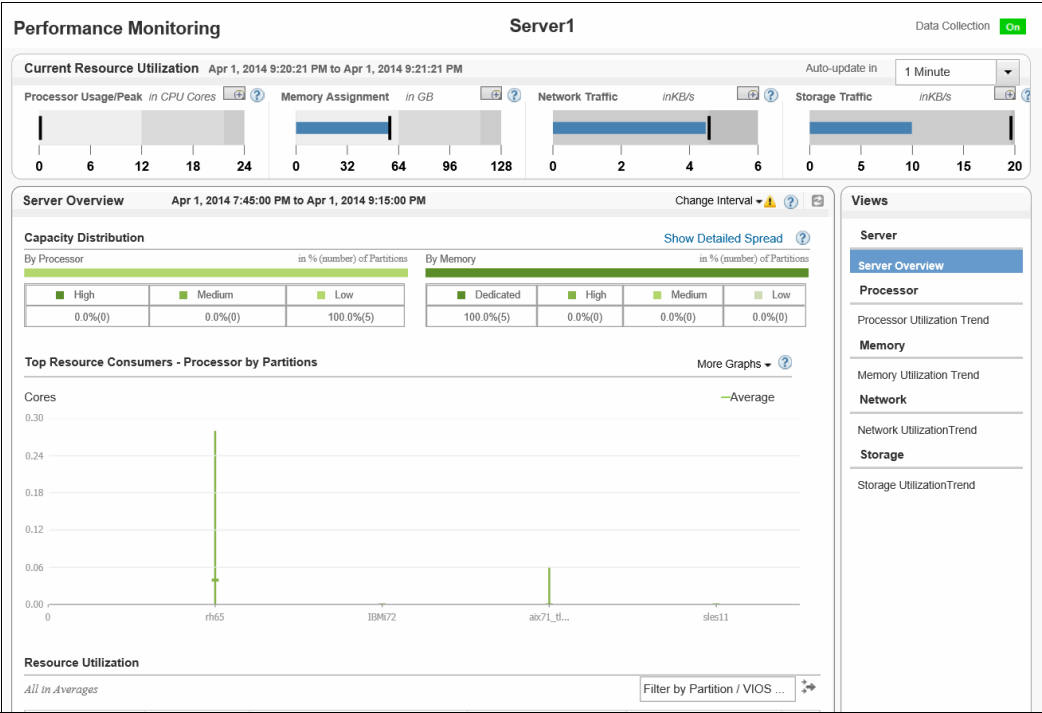 Performance Monitoring Server1 Data Collection On
Current Resource Utilization Apr 1, 2014 9:20:21 PM to Apr 1, 2014 9:21:21 PM Auto-update in 1 Minute
Processor Usage/Peak in CPU Cores ? Memory Assignment in GB ? Network Traffic inKB/s ? Storage Traffic inKB/s ?
0 6 12 18 24 0 32 64 96 128 0 2 4 6 0 5 10 15 20
Server Overview Apr 1, 2014 7:45:00 PM to Apr 1, 2014 9:15:00 PM Change Interval ?
Capacity Distribution Show Detailed Spread ?
By Processor in % (number) of Partitions By Memory in % (number) of Partitions
High Medium Low Dedicated High Medium Low
0.0%(0) 0.0%(0) 100.0%(5) 100.0%(5) 0.0%(0) 0.0%(0) 0.0%(0)
Top Resource Consumers - Processor by Partitions More Graphs ?
Cores Average
0.30
0.24
0.18
0.12
0.06
0.00
0 rh65 IBMi72 aix71_tl... sles11
Resource Utilization
All in Averages Filter by Partition / VIOS ...
Views
Server
Server Overview
Processor
Processor Utilization Trend
Memory
Memory Utilization Trend
Network
Network UtilizationTrend
Storage
Storage UtilizationTrend